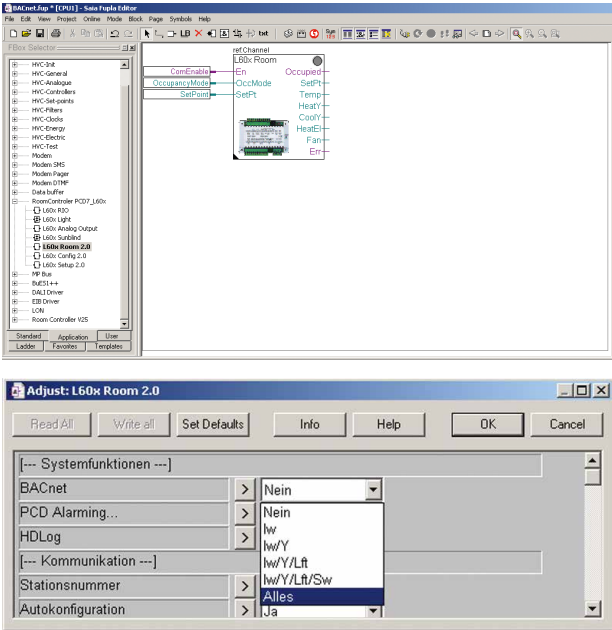 BACnet.fup * [CPU1] - Project - Saia Fupla Editor
File Edit View Project Online Mode Block Page Symbols Help
LB txt
FBox Selector
HVC-Init
HVC-General
HVC-Analogue
HVC-Controllers
HVC-Set-points
HVC-Filters
HVC-Clocks
HVC-Energy
HVC-Electric
HVC-Test
Modem
Modem SMS
Modem Pager
Modem DTMF
Data buffer
RoomControler PCD7_L60x
L60x RIO
L60x Light
L60x Analog Output
L60x Sunblind
L60x Room 2.0
L60x Config 2.0
L60x Setup 2.0
MP Bus
BuES1++
DALI Driver
EIB Driver
LON
Room Controller V25
Standard Application User
Ladder Favorites Templates
ref.Channel
L60x Room
ComEnable En Occupied
OccupancyMode OccMode SetPt
SetPoint SetPt Temp
HeatY
CoolY
HeatEl
Fan
Err
Adjust: L60x Room 2.0
Read All Write all Set Defaults Info Help OK Cancel
[--- Systemfunktionen ---]
BACnet > Nein
PCD Alarming... > Nein
Iw
HDLog >
Iw/Y
[--- Kommunikation ---]
Iw/Y/Lft
Iw/Y/Lft/Sw
Stationsnummer >
Alles
Autokonfiguration > Ja